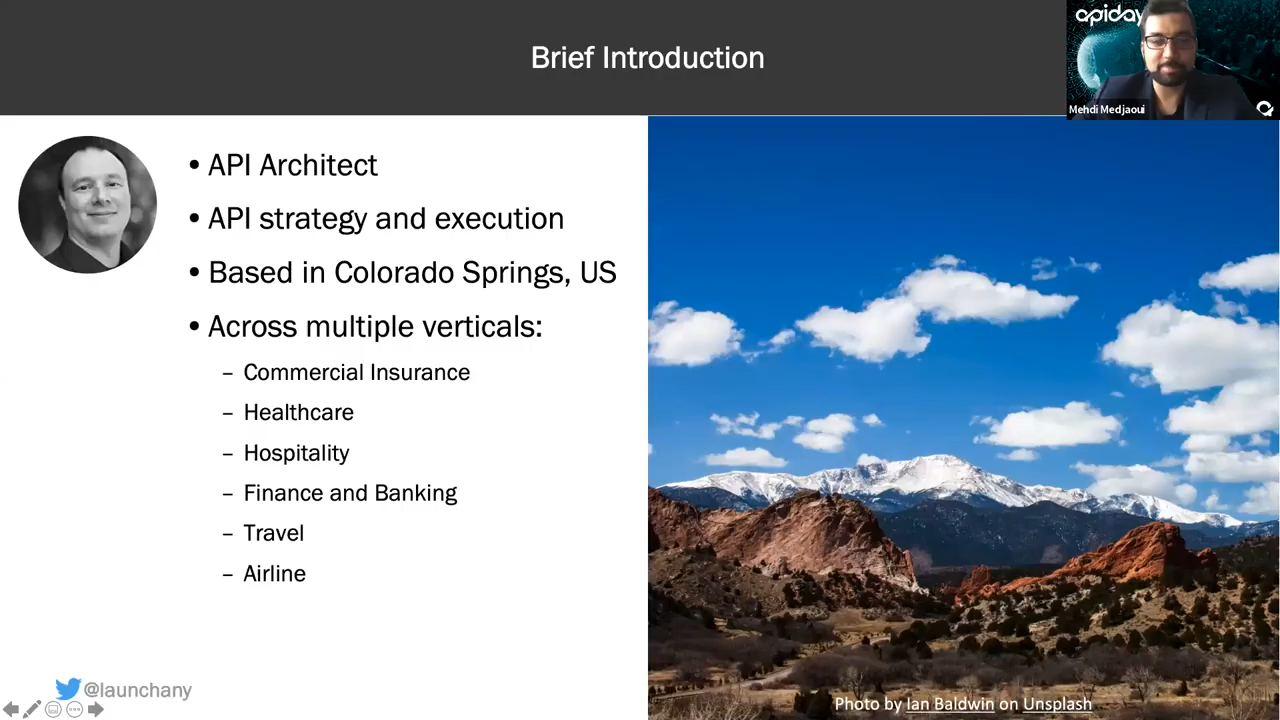 Brief Introduction
apiday
Mehdi Medjaoui
• API Architect
• API strategy and execution
• Based in Colorado Springs, US
• Across multiple verticals:
– Commercial Insurance
– Healthcare
– Hospitality
– Finance and Banking
– Travel
– Airline
@launchany
Photo by Ian Baldwin on Unsplash